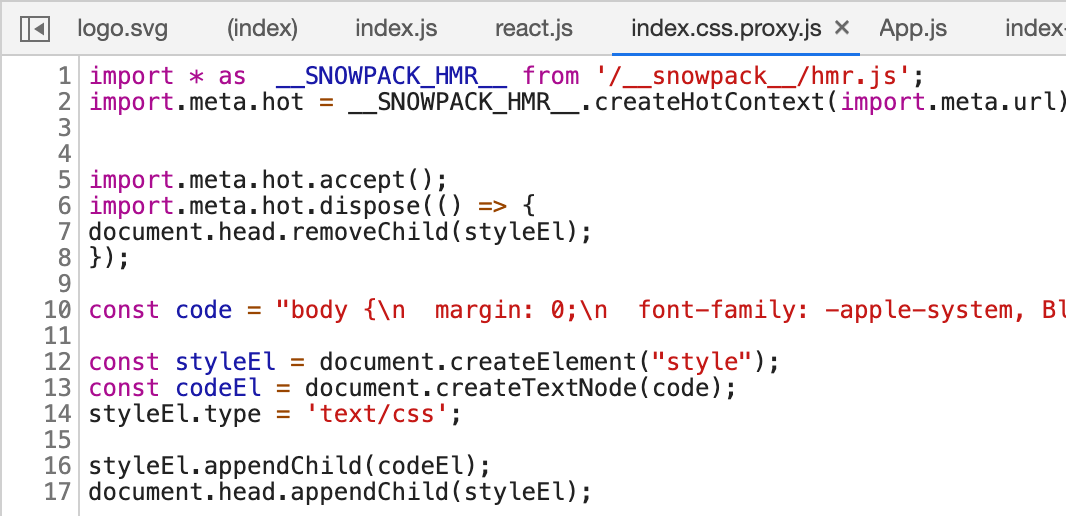 logo.svg (index) index.js react.js index.css.proxy.js × App.js index-
1 import * as  __SNOWPACK_HMR__ from '/__snowpack__/hmr.js';
2 import.meta.hot = __SNOWPACK_HMR__.createHotContext(import.meta.url)
3
4
5 import.meta.hot.accept();
6 import.meta.hot.dispose(() => {
7 document.head.removeChild(styleEl);
8 });
9
10 const code = "body {\n  margin: 0;\n  font-family: -apple-system, Bl
11
12 const styleEl = document.createElement("style");
13 const codeEl = document.createTextNode(code);
14 styleEl.type = 'text/css';
15
16 styleEl.appendChild(codeEl);
17 document.head.appendChild(styleEl);